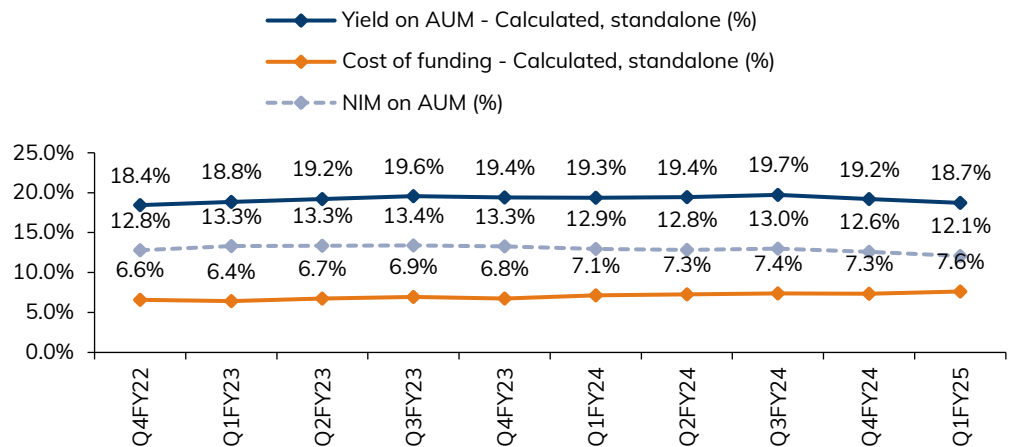 Yield on AUM - Calculated, standalone (%)
Cost of funding - Calculated, standalone (%)
NIM on AUM (%)
25.0%
20.0%
15.0%
10.0%
5.0%
0.0%
18.4% 18.8% 19.2% 19.6% 19.4% 19.3% 19.4% 19.7% 19.2% 18.7%
12.8% 13.3% 13.3% 13.4% 13.3% 12.9% 12.8% 13.0% 12.6% 12.1%
6.6% 6.4% 6.7% 6.9% 6.8% 7.1% 7.3% 7.4% 7.3% 7.6%
Q4FY22
Q1FY23
Q2FY23
Q3FY23
Q4FY23
Q1FY24
Q2FY24
Q3FY24
Q4FY24
Q1FY25